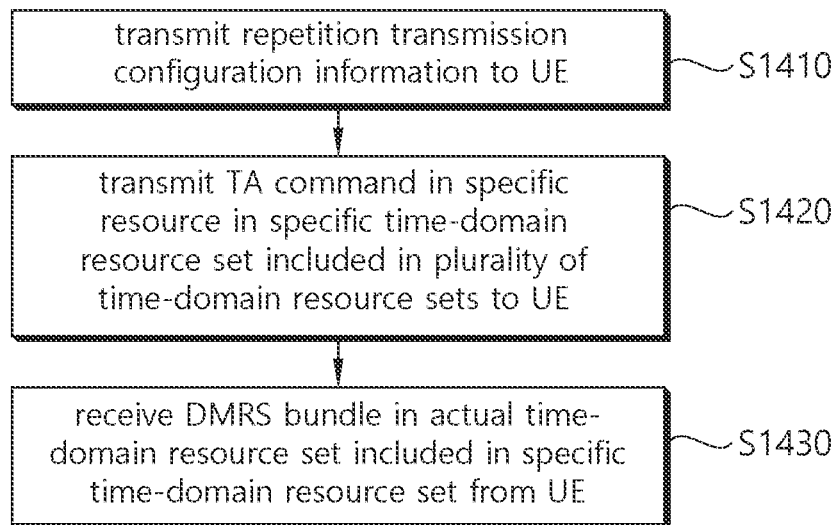 transmit repetition transmission
configuration information to UE
S1410
transmit TA command in specific
resource in specific time-domain
resource set included in plurality of
time-domain resource sets to UE
S1420
receive DMRS bundle in actual time-
domain resource set included in specific
time-domain resource set from UE
S1430